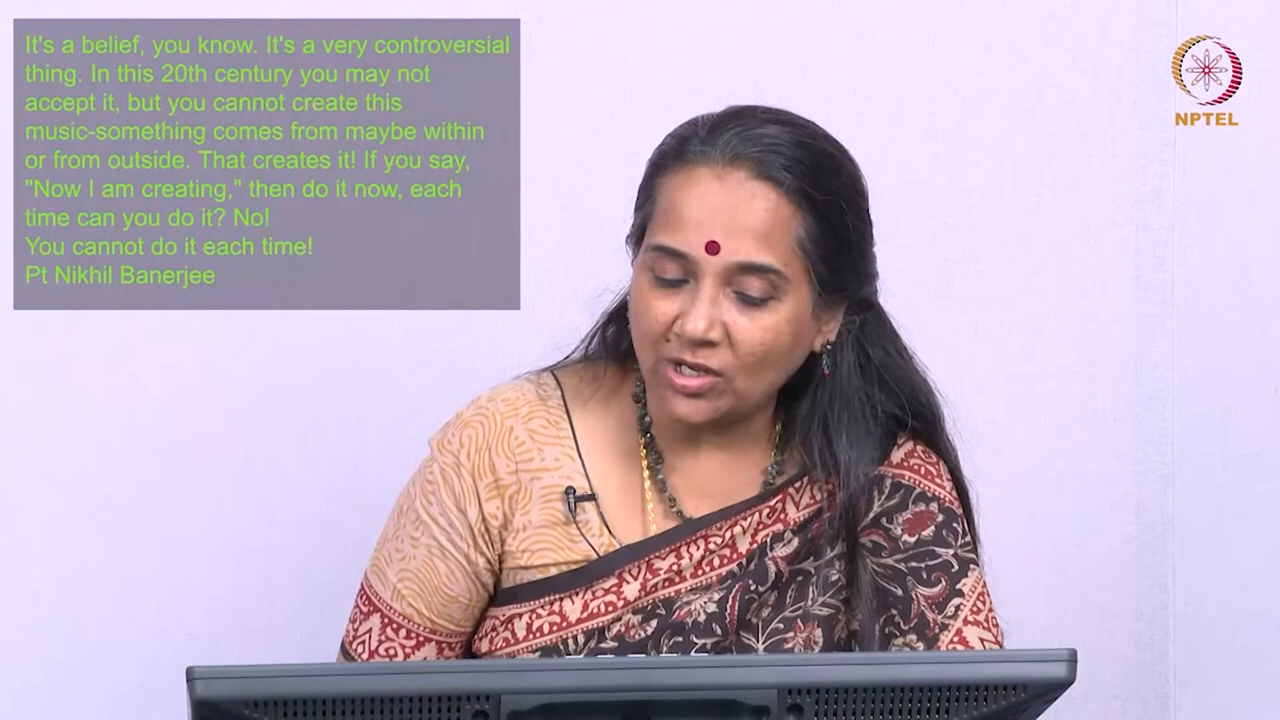 It's a belief, you know. It's a very controversial
thing. In this 20th century you may not
accept it, but you cannot create this
music-something comes from maybe within
or from outside. That creates it! If you say,
"Now I am creating," then do it now, each
time can you do it? No!
You cannot do it each time!
Pt Nikhil Banerjee
NPTEL